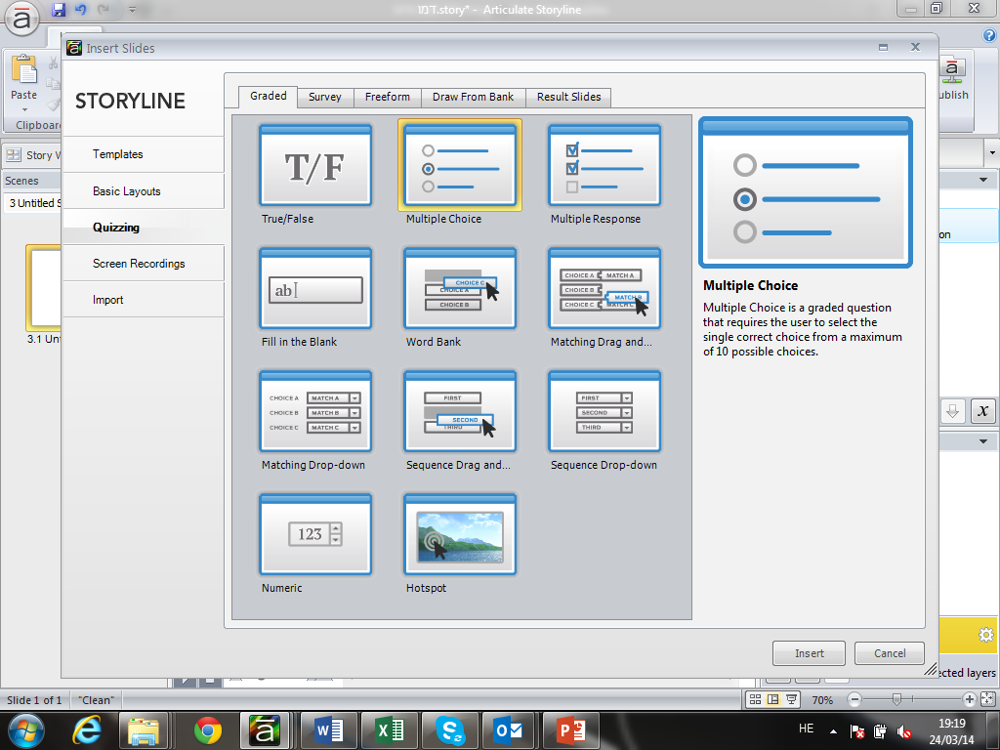 דמו.story* - Articulate Storyline
Insert Slides
Paste
Clipboar
ublish
Story
Scenes
3 Untitled S
3.1 Unt
STORYLINE
Templates
Basic Layouts
Quizzing
Screen Recordings
Import
Graded
Survey
Freeform
Draw From Bank
Result Slides
T/F
True/False
Multiple Choice
Multiple Response
ab
Fill in the Blank
CHOICE C
CHOICE A
CHOICE B
Word Bank
CHOICE A MATCH A
CHOICE B MATCH B
CHOICE C MATCH C
Matching Drag and...
CHOICE A MATCH A
CHOICE B MATCH B
CHOICE C MATCH C
Matching Drop-down
FIRST
SECOND
THIRD
Sequence Drag and...
FIRST
SECOND
THIRD
Sequence Drop-down
123
Numeric
Hotspot
Multiple Choice
Multiple Choice is a graded question
that requires the user to select the
single correct choice from a maximum
of 10 possible choices.
on
x
Insert
Cancel
ected layers
Slide 1 of 1
"Clean"
70%
HE
19:19
24/03/14